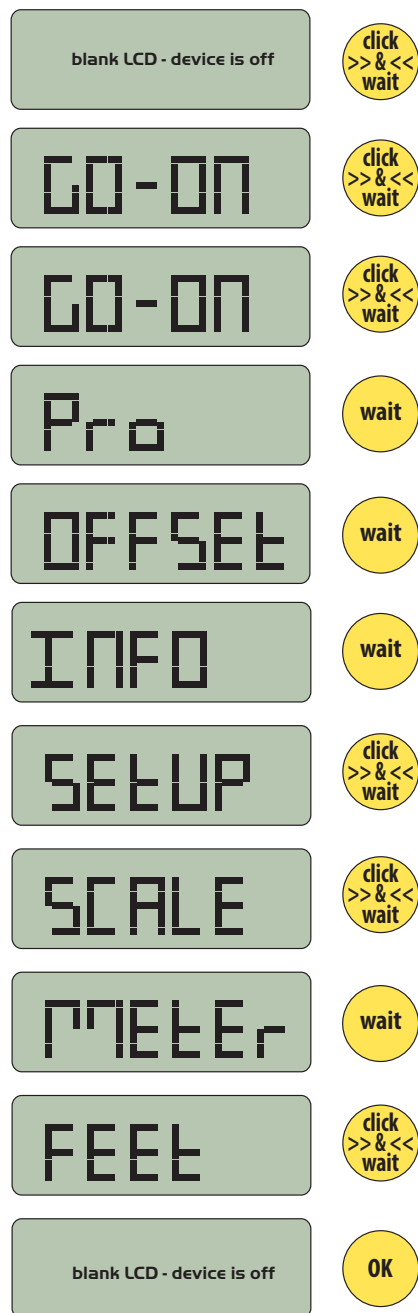 blank LCD - device is off
click
>> & <<
wait
GO-ON
click
>> & <<
wait
GO-ON
click
>> & <<
wait
Pro
wait
OFFSEt
wait
INFO
wait
SEtUP
click
>> & <<
wait
SCALE
click
>> & <<
wait
MEtEr
wait
FEEt
click
>> & <<
wait
blank LCD - device is off
OK